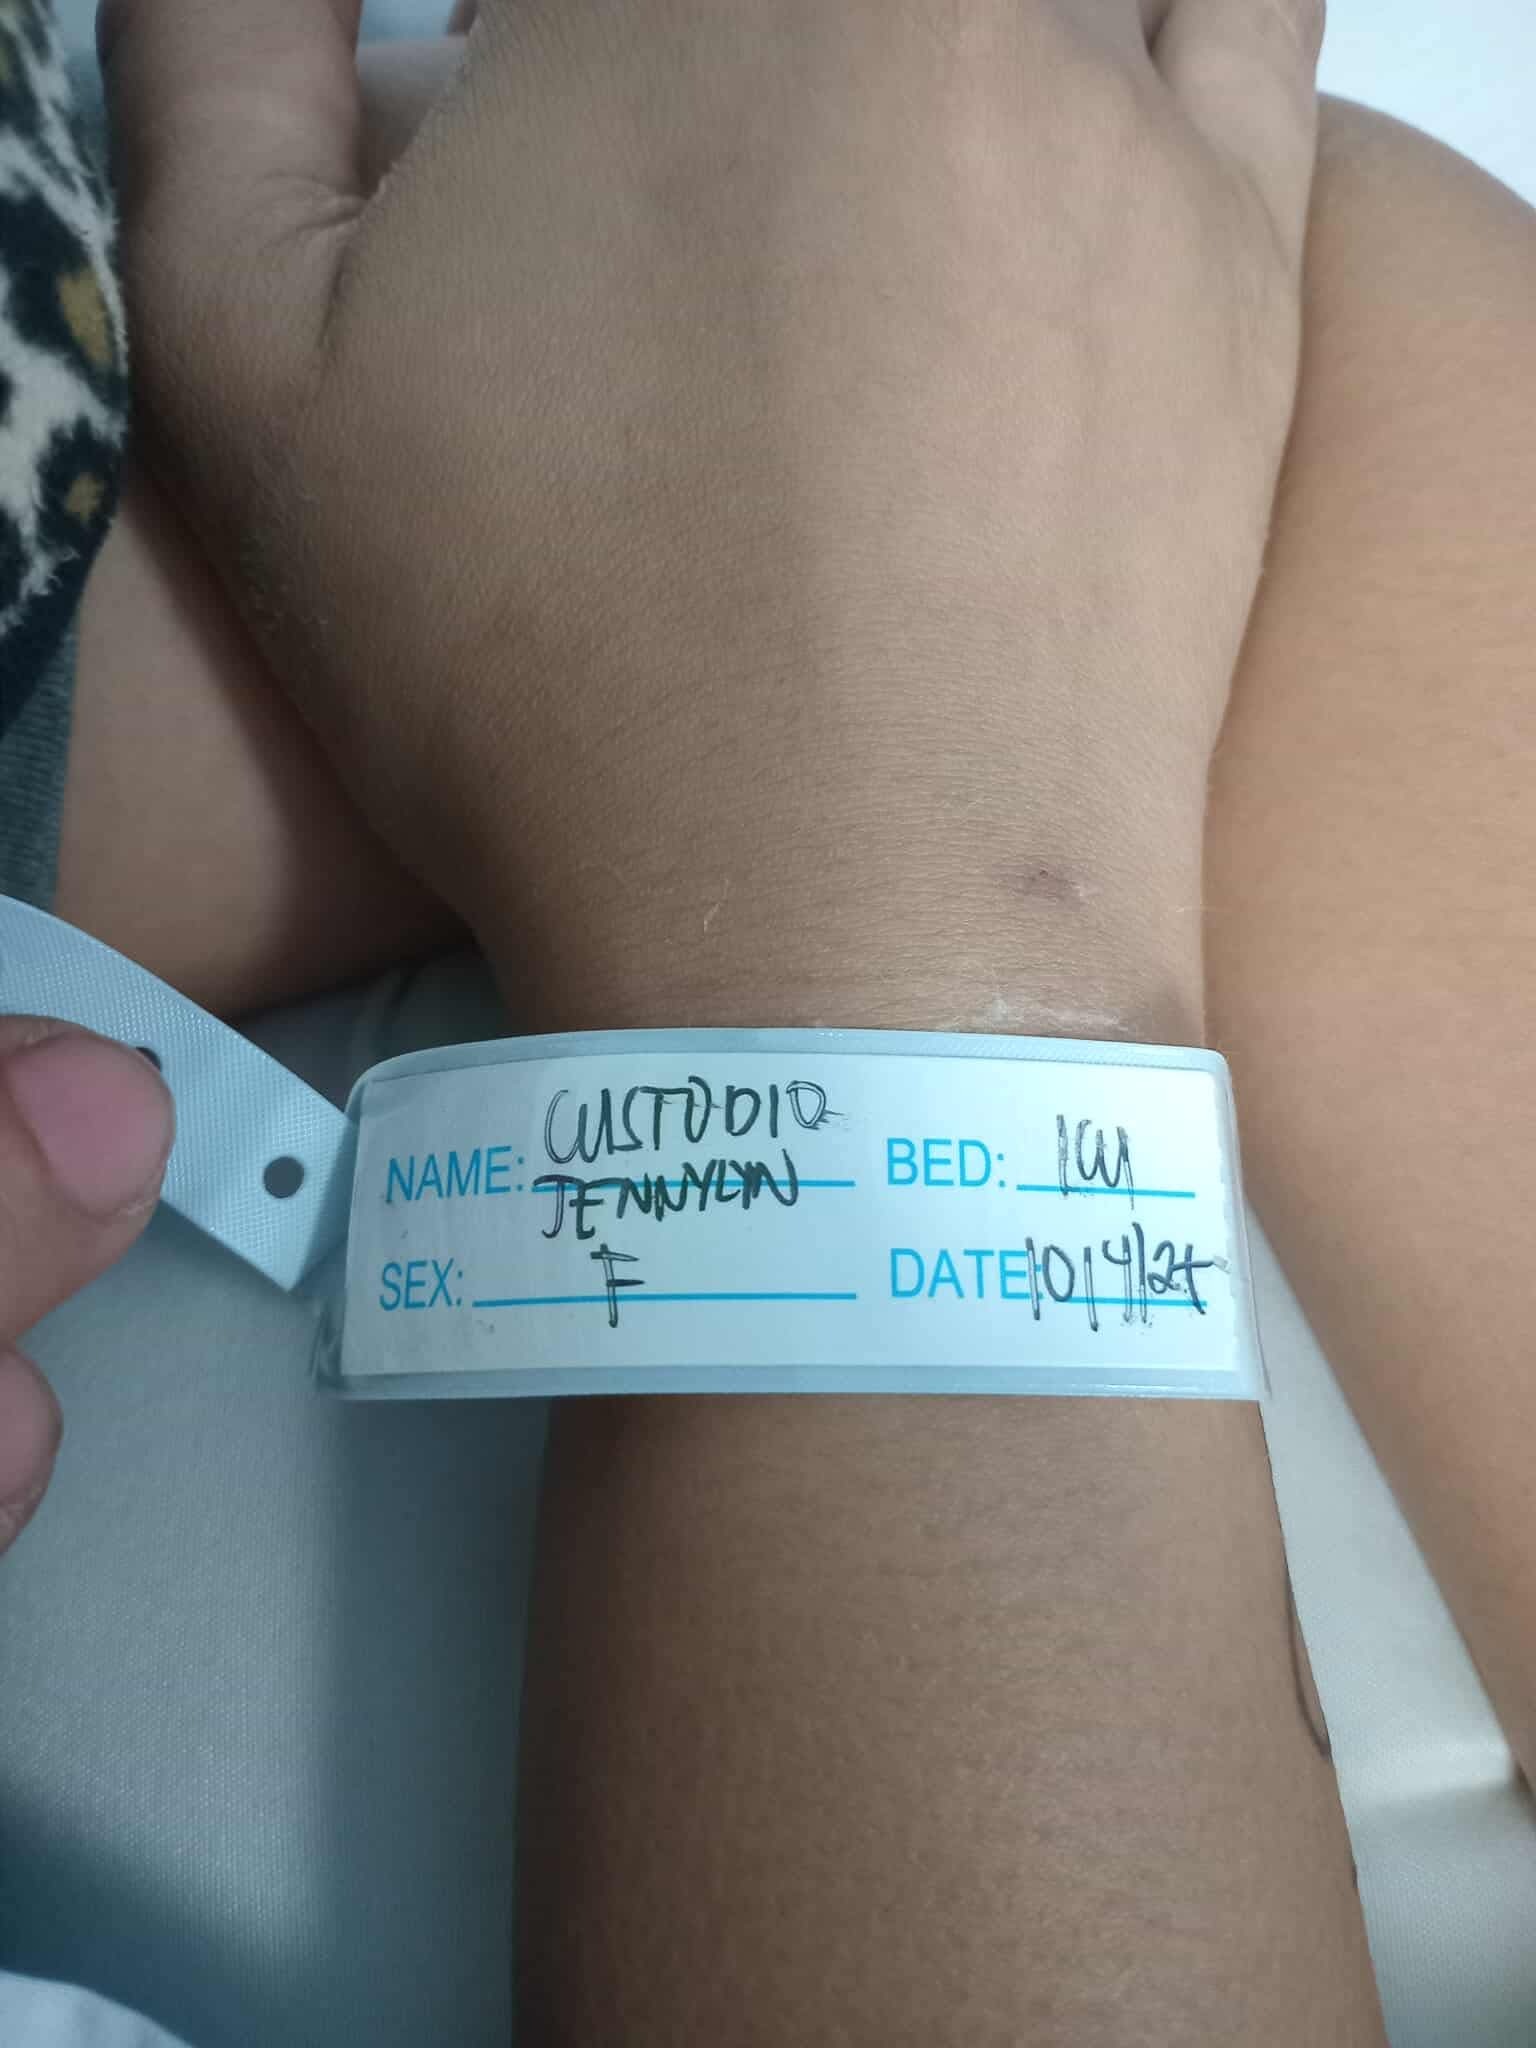 NAME: CUSTODIO
JENNYLYN
BED: ICU
SEX: F
DATE: 10/4/25